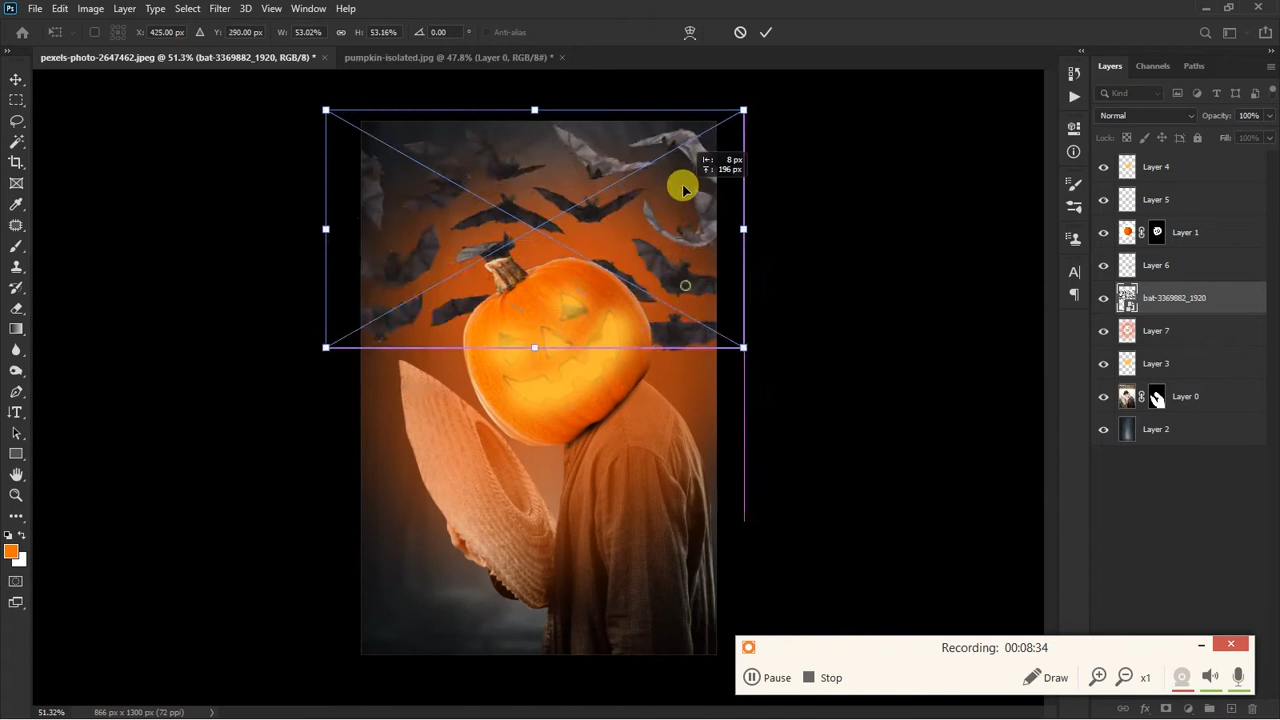 Ps File Edit Image Layer Type Select Filter 3D View Window Help
X: 425.00 px Y: 290.00 px W: 53.02% H: 53.16% 0.00 ° Anti-alias
pexels-photo-2647462.jpeg @ 51.3% (bat-3369882_1920, RGB/8) * × pumpkin-isolated.jpg @ 47.8% (Layer 0, RGB/8#) * ×
Layers Channels Paths
Kind
Normal Opacity: 100%
Lock: Fill: 100%
Layer 4
8 px
196 px
Layer 5
Layer 1
Layer 6
bat-3369882_1920
Layer 7
Layer 3
Layer 0
Layer 2
Recording: 00:08:34
Pause Stop Draw x1
51.32% 866 px x 1300 px (72 ppi)
fx